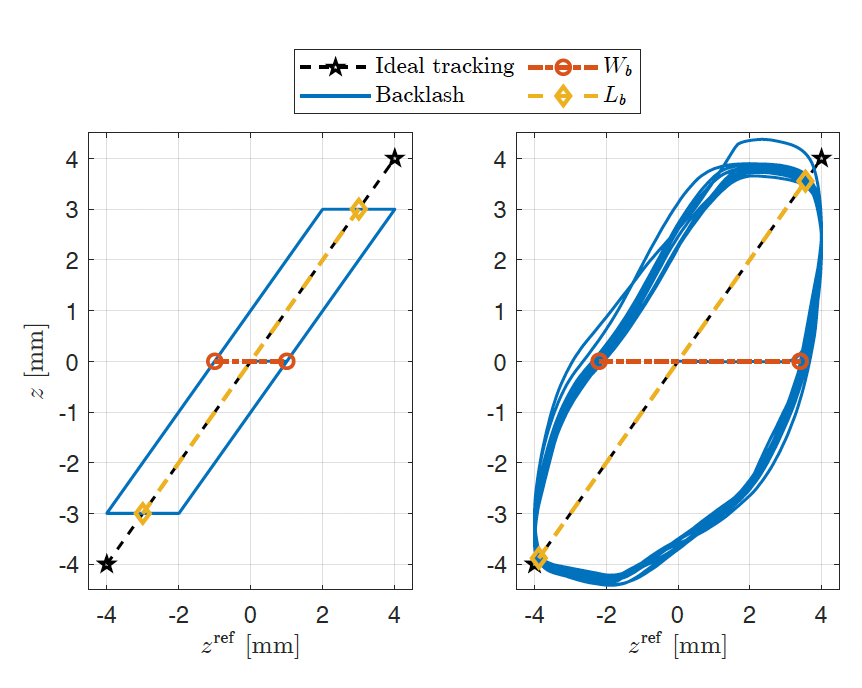 Ideal tracking W_b
Backlash L_b
4 4
3 3
2 2
1 1
0 0
-1 -1
-2 -2
-3 -3
-4 -4
z [mm]
-4 -2 0 2 4 -4 -2 0 2 4
z^ref [mm] z^ref [mm]